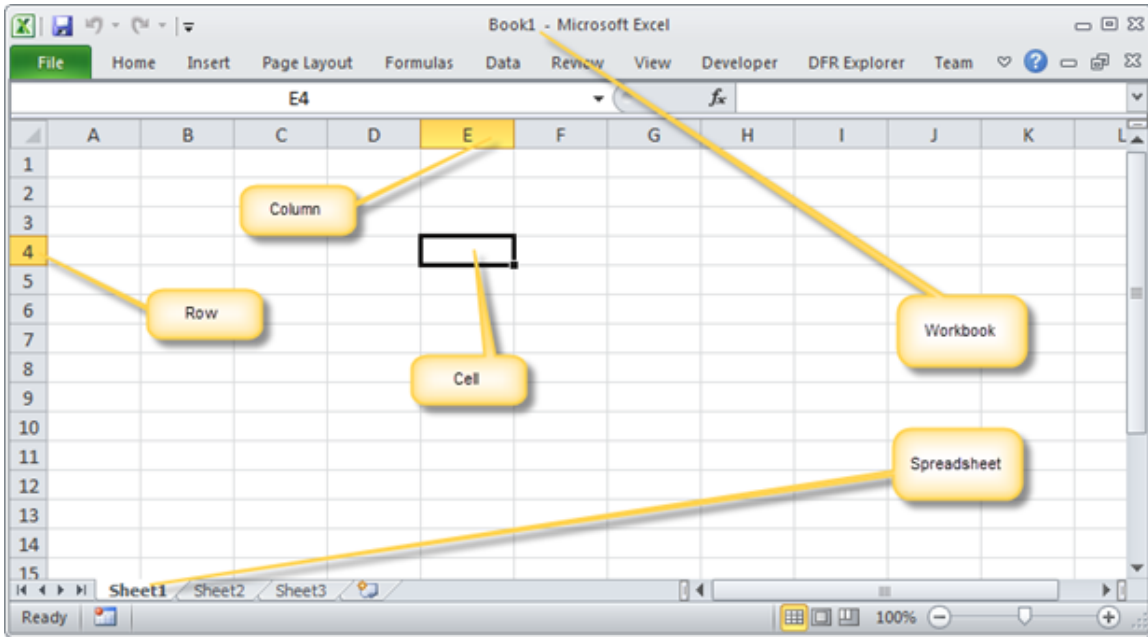 Book1 - Microsoft Excel
File Home Insert Page Layout Formulas Data Review View Developer DFR Explorer Team ?
E4 fx
A B C D E F G H I J K L
1
2
Column
3
4
5
6
Row
Workbook
7
8
Cell
9
10
11
Spreadsheet
12
13
14
15
Sheet1 Sheet2 Sheet3
Ready 100%